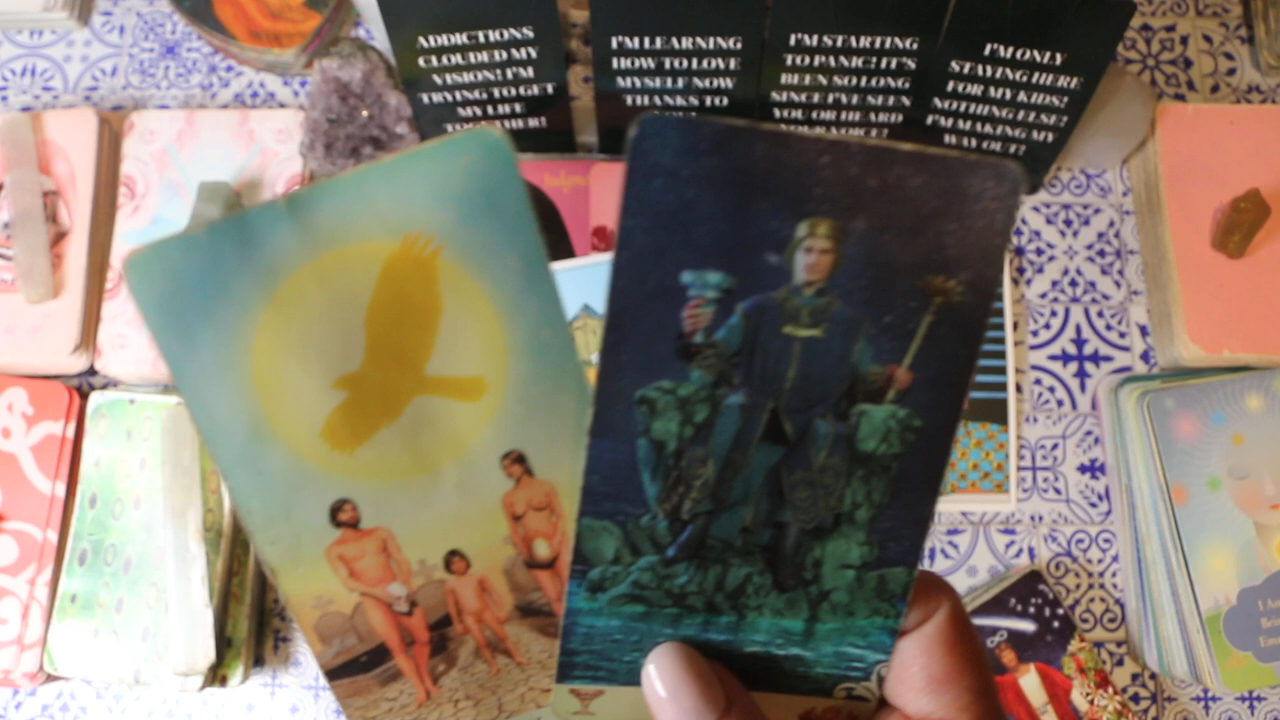 ADDICTIONS
CLOUDED MY
VISION! I'M
TRYING TO GET
MY LIFE
TOGETHER!
I'M LEARNING
HOW TO LOVE
MYSELF NOW
THANKS TO
I'M STARTING
TO PANIC! IT'S
BEEN SO LONG
SINCE I'VE SEEN
YOU OR HEARD
YOUR VOICE!
I'M ONLY
STAYING HERE
FOR MY KIDS!
NOTHING ELSE!
I'M MAKING MY
WAY OUT!